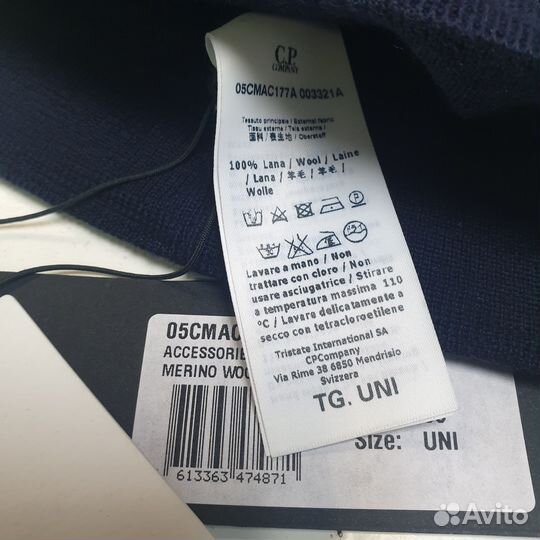 C.P.
COMPANY
05CMAC177A 003321A
Tessuto principale / External fabric
Tissu externe / Tela externa /
面料 / 表生地 / Oberstoff
100% Lana / Wool / Laine
/ Lana / 羊毛 / 羊毛 /
Wolle
Lavare a mano / Non
trattare con cloro / Non
usare asciugatrice / Stirare
a temperatura massima 110
°C / Lavare delicatamente a
secco con tetracloroetilene
Tristate International SA
CPCompany
Via Rime 38 6850 Mendrisio
Svizzera
TG. UNI
05CMAC
ACCESSORIE
MERINO WOO
613363 474871
Size: UNI
Avito